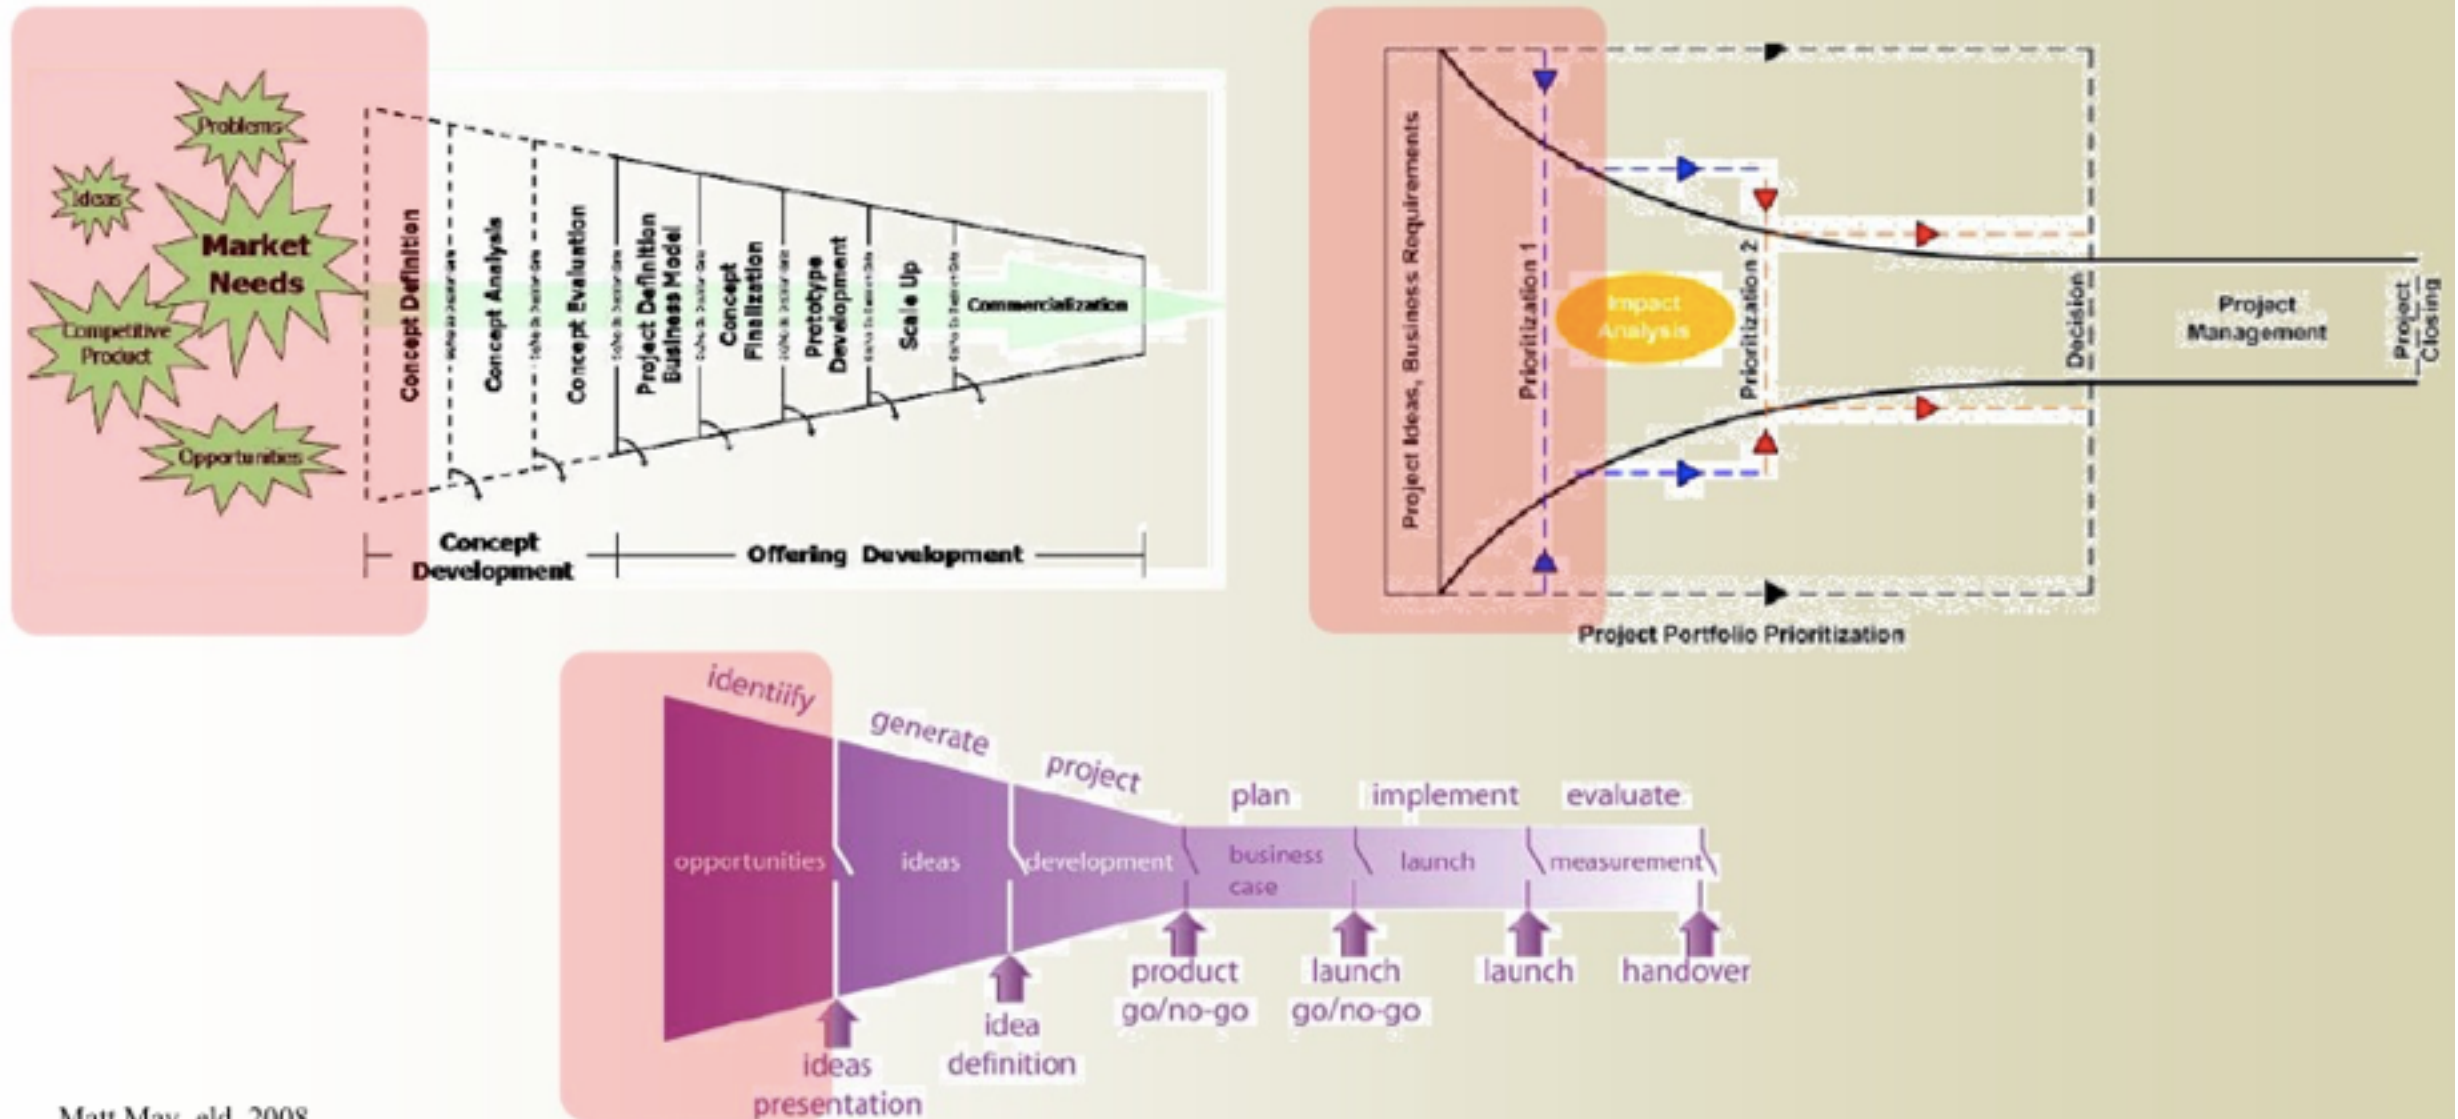 Problems
Ideas
Market
Needs
Competitive
Product
Opportunities
Concept Definition
Concept Analysis
Concept Evaluation
Project Definition
Business Model
Concept
Finalization
Prototype
Development
Scale Up
Commercialization
Concept
Development
Offering Development
Project Ideas, Business Requirements
Prioritization 1
Impact
Analysis
Prioritization 2
Decision
Project
Management
Project
Closing
Project Portfolio Prioritization
identiify
generate
project
plan
implement
evaluate
opportunities
ideas
development
business
case
launch
measurement
ideas
presentation
idea
definition
product
go/no-go
launch
go/no-go
launch
handover
2008